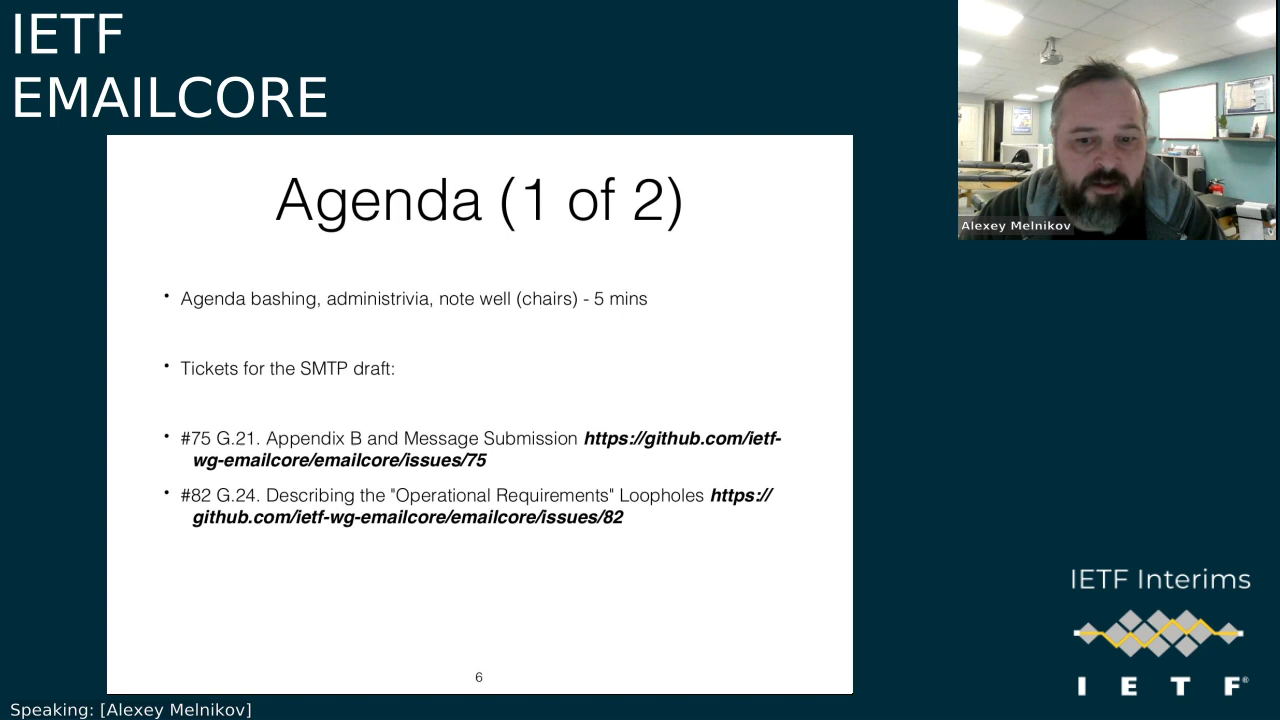 IETF
EMAILCORE
Alexey Melnikov
Agenda (1 of 2)
• Agenda bashing, administrivia, note well (chairs) - 5 mins
• Tickets for the SMTP draft:
• #75 G.21. Appendix B and Message Submission https://github.com/ietf-
wg-emailcore/emailcore/issues/75
• #82 G.24. Describing the "Operational Requirements" Loopholes https://
github.com/ietf-wg-emailcore/emailcore/issues/82
6
IETF Interims
I E T F®
Speaking: [Alexey Melnikov]